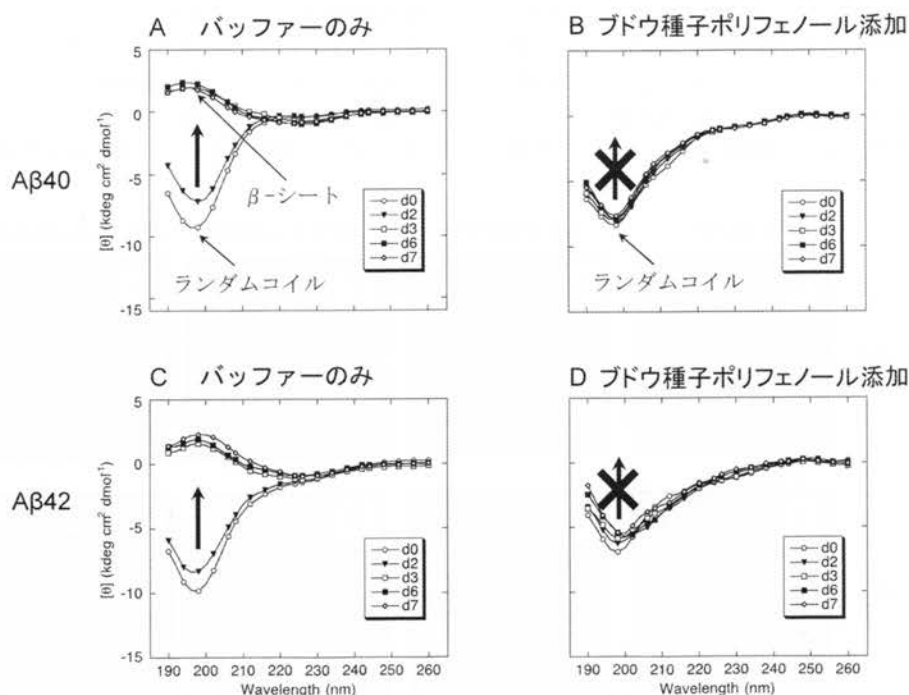 A バッファーのみ
B ブドウ種子ポリフェノール添加
Aβ40
[θ] (kdeg cm² dmol⁻¹)
5
0
-5
-10
-15
β-シート
ランダムコイル
d0
d2
d3
d6
d7
ランダムコイル
d0
d2
d3
d6
d7
C バッファーのみ
D ブドウ種子ポリフェノール添加
Aβ42
[θ] (kdeg cm² dmol⁻¹)
5
0
-5
-10
-15
d0
d2
d3
d6
d7
d0
d2
d3
d6
d7
190 200 210 220 230 240 250 260
Wavelength (nm)
190 200 210 220 230 240 250 260
Wavelength (nm)